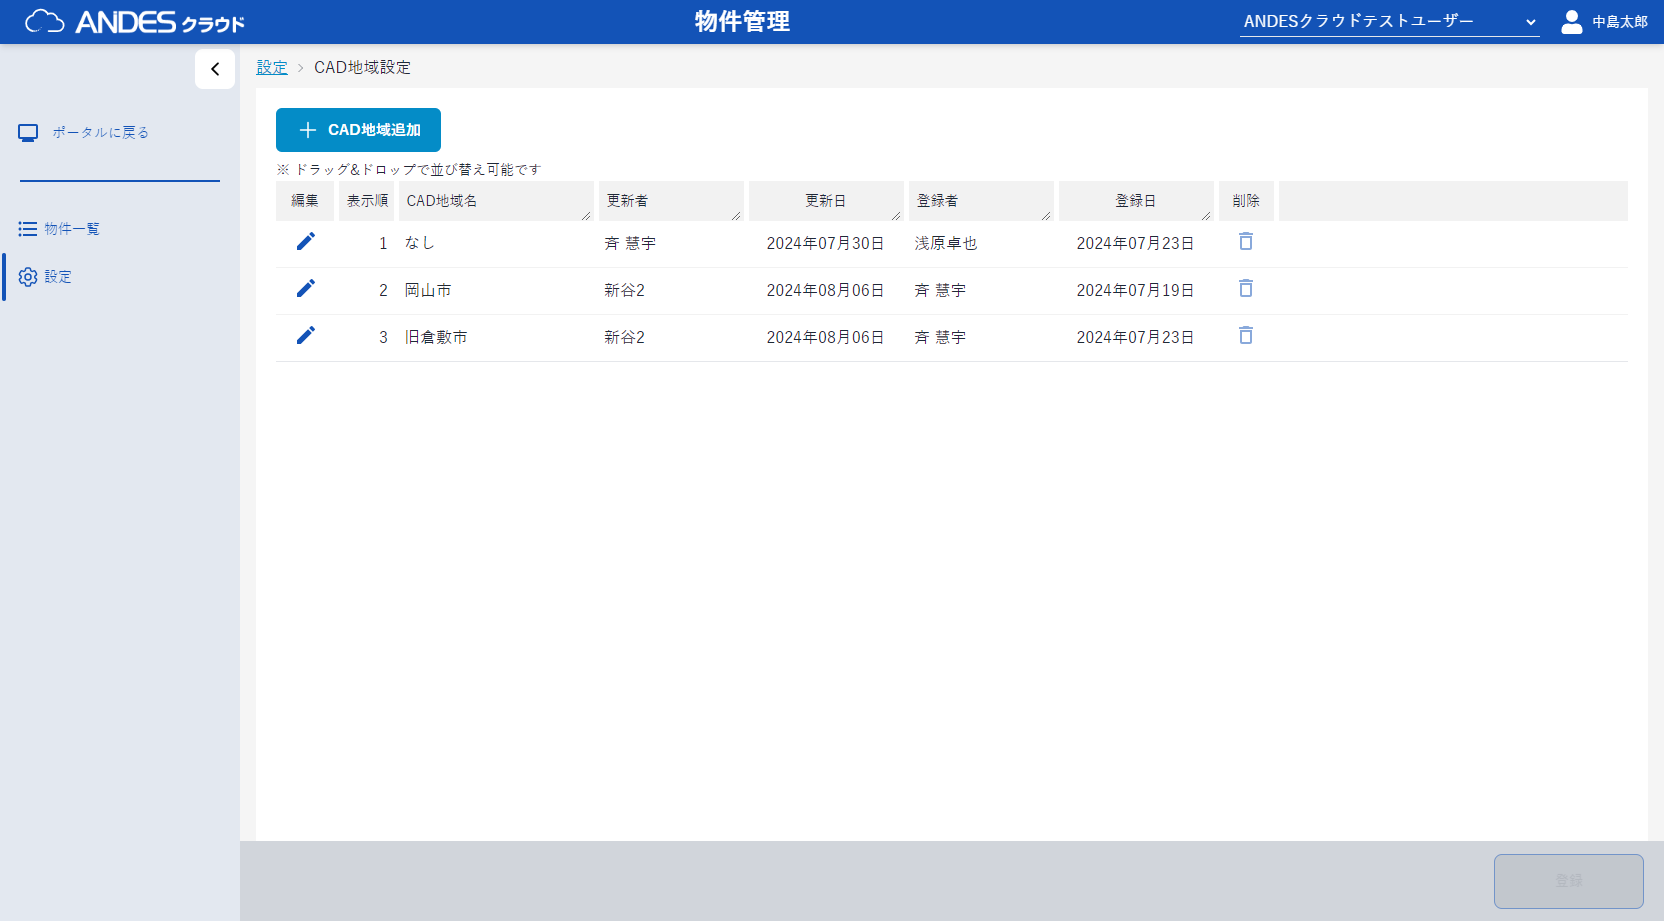 ANDES クラウド
物件管理
ANDESクラウドテストユーザー
中島太郎
設定 > CAD地域設定
ポータルに戻る
物件一覧
設定
CAD地域追加
※ ドラッグ&ドロップで並び替え可能です
編集 表示順 CAD地域名 更新者 更新日 登録者 登録日 削除
1 なし 斉 慧宇 2024年07月30日 浅原卓也 2024年07月23日
2 岡山市 新谷2 2024年08月06日 斉 慧宇 2024年07月19日
3 旧倉敷市 新谷2 2024年08月06日 斉 慧宇 2024年07月23日
登録